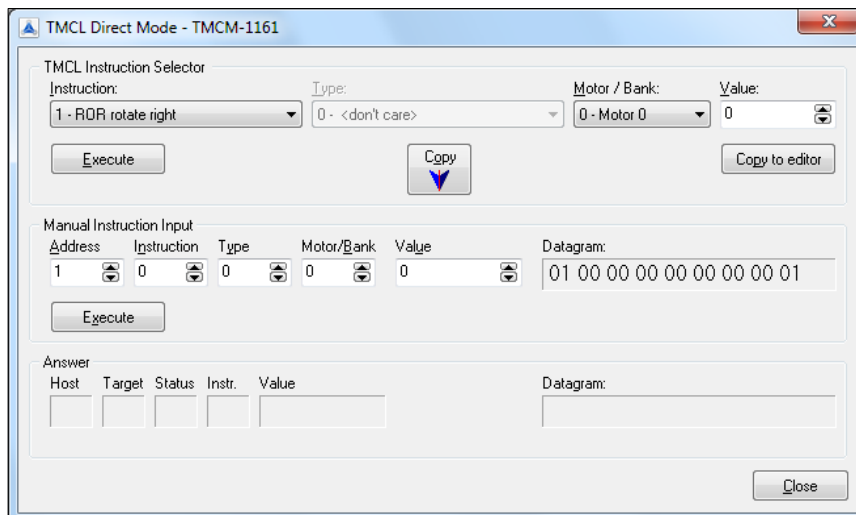 TMCL Direct Mode - TMCM-1161
x
TMCL Instruction Selector
Instruction: Type: Motor / Bank: Value:
1 - ROR rotate right 0 - <don't care> 0 - Motor 0 0
Execute Copy Copy to editor
Manual Instruction Input
Address Instruction Type Motor/Bank Value Datagram:
1 0 0 0 0 01 00 00 00 00 00 00 00 01
Execute
Answer
Host Target Status Instr. Value Datagram:
Close